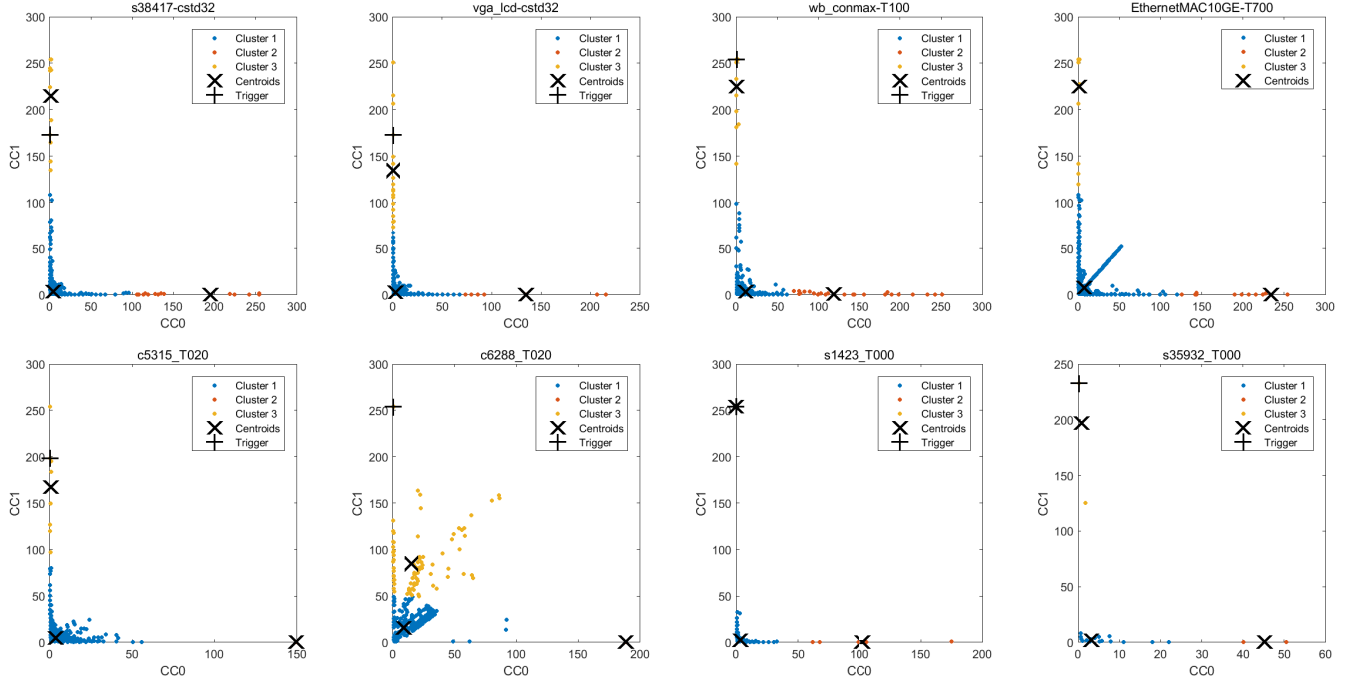 s38417-cstd32
300
250
200
150
100
50
0
CC1
0
50
100
150
200
250
300
CC0
Cluster 1
Cluster 2
Cluster 3
Centroids
Trigger
vga_lcd-cstd32
300
250
200
150
100
50
0
CC1
0
50
100
150
200
250
300
CC0
Cluster 1
Cluster 2
Cluster 3
Centroids
Trigger
wb_conmax-T100
300
250
200
150
100
50
0
CC1
0
50
100
150
200
250
300
CC0
Cluster 1
Cluster 2
Cluster 3
Centroids
Trigger
EthernetMAC10GE-T700
300
250
200
150
100
50
0
CC1
0
50
100
150
200
250
300
CC0
Cluster 1
Cluster 2
Cluster 3
Centroids
c5315_T020
300
250
200
150
100
50
0
CC1
0
50
100
150
CC0
Cluster 1
Cluster 2
Cluster 3
Centroids
Trigger
c6288_T020
300
250
200
150
100
50
0
CC1
0
50
100
150
200
CC0
Cluster 1
Cluster 2
Cluster 3
Centroids
Trigger
s1423_T000
300
250
200
150
100
50
0
CC1
0
50
100
150
200
CC0
Cluster 1
Cluster 2
Cluster 3
Centroids
Trigger
s35932_T000
250
200
150
100
50
0
CC1
0
10
20
30
40
50
60
CC0
Cluster 1
Cluster 2
Cluster 3
Centroids
Trigger